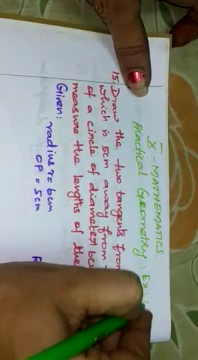 X - MATHEMATICS
Practical Geometry: Ex:
15. Draw the two tangents from
which is 5cm away from
of a circle of diameter 6cm
measure the lengths of the
Given:
radius = 6cm
OP = 5cm
R